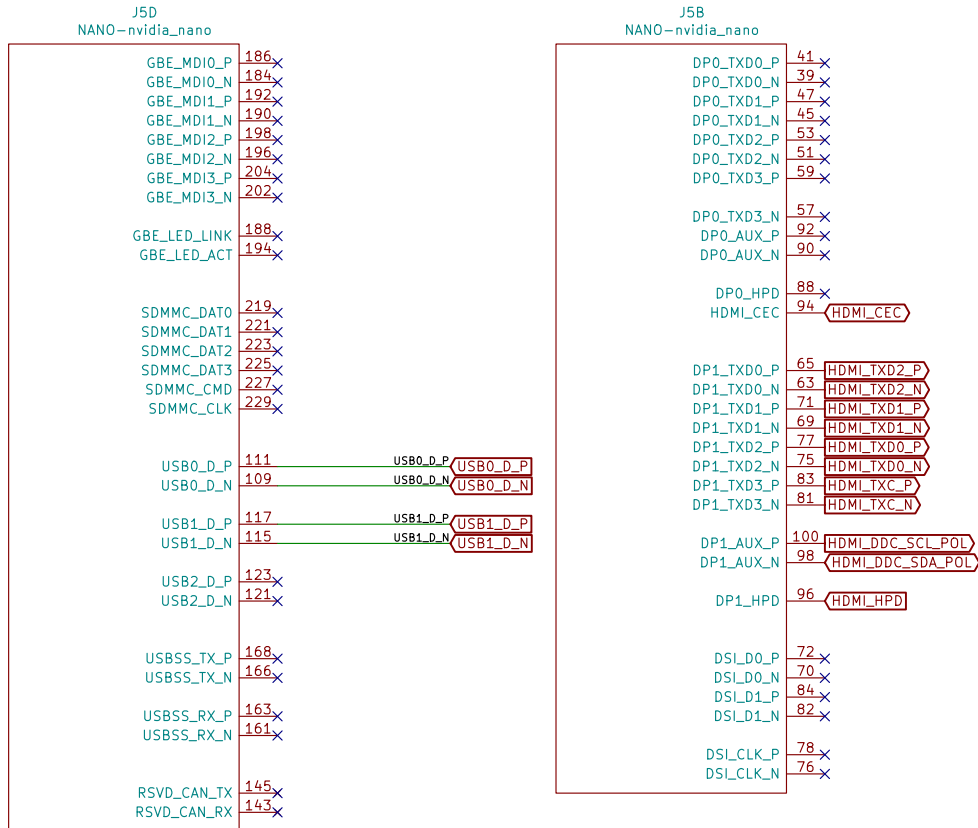 J5D
NANO-nvidia_nano
GBE_MDI0_P 186
GBE_MDI0_N 184
GBE_MDI1_P 192
GBE_MDI1_N 190
GBE_MDI2_P 198
GBE_MDI2_N 196
GBE_MDI3_P 204
GBE_MDI3_N 202
GBE_LED_LINK 188
GBE_LED_ACT 194
SDMMC_DAT0 219
SDMMC_DAT1 221
SDMMC_DAT2 223
SDMMC_DAT3 225
SDMMC_CMD 227
SDMMC_CLK 229
USB0_D_P 111 USB0_D_P USB0_D_P
USB0_D_N 109 USB0_D_N USB0_D_N
USB1_D_P 117 USB1_D_P USB1_D_P
USB1_D_N 115 USB1_D_N USB1_D_N
USB2_D_P 123
USB2_D_N 121
USBSS_TX_P 168
USBSS_TX_N 166
USBSS_RX_P 163
USBSS_RX_N 161
RSVD_CAN_TX 145
RSVD_CAN_RX 143
J5B
NANO-nvidia_nano
DP0_TXD0_P 41
DP0_TXD0_N 39
DP0_TXD1_P 47
DP0_TXD1_N 45
DP0_TXD2_P 53
DP0_TXD2_N 51
DP0_TXD3_P 59
DP0_TXD3_N 57
DP0_AUX_P 92
DP0_AUX_N 90
DP0_HPD 88
HDMI_CEC 94 HDMI_CEC
DP1_TXD0_P 65 HDMI_TXD2_P
DP1_TXD0_N 63 HDMI_TXD2_N
DP1_TXD1_P 71 HDMI_TXD1_P
DP1_TXD1_N 69 HDMI_TXD1_N
DP1_TXD2_P 77 HDMI_TXD0_P
DP1_TXD2_N 75 HDMI_TXD0_N
DP1_TXD3_P 83 HDMI_TXC_P
DP1_TXD3_N 81 HDMI_TXC_N
DP1_AUX_P 100 HDMI_DDC_SCL_POL
DP1_AUX_N 98 HDMI_DDC_SDA_POL
DP1_HPD 96 HDMI_HPD
DSI_D0_P 72
DSI_D0_N 70
DSI_D1_P 84
DSI_D1_N 82
DSI_CLK_P 78
DSI_CLK_N 76